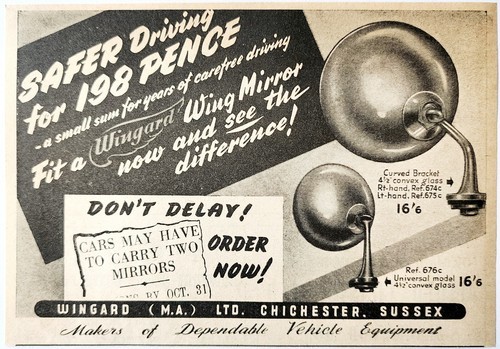 SAFER Driving
for 198 PENCE
- a small sum for years of carefree driving
Fit a Wingard Wing Mirror
now and see the
difference!
Curved Bracket
4½" convex glass
Rt-hand. Ref. 674c
Lt-hand. Ref. 675c
16'6
DON'T DELAY!
CARS MAY HAVE
TO CARRY TWO
MIRRORS
BY OCT. 31
ORDER
NOW!
Ref. 676c
Universal model
4½" convex glass
16'6
WINGARD (M.A.) LTD. CHICHESTER. SUSSEX
Makers of Dependable Vehicle Equipment